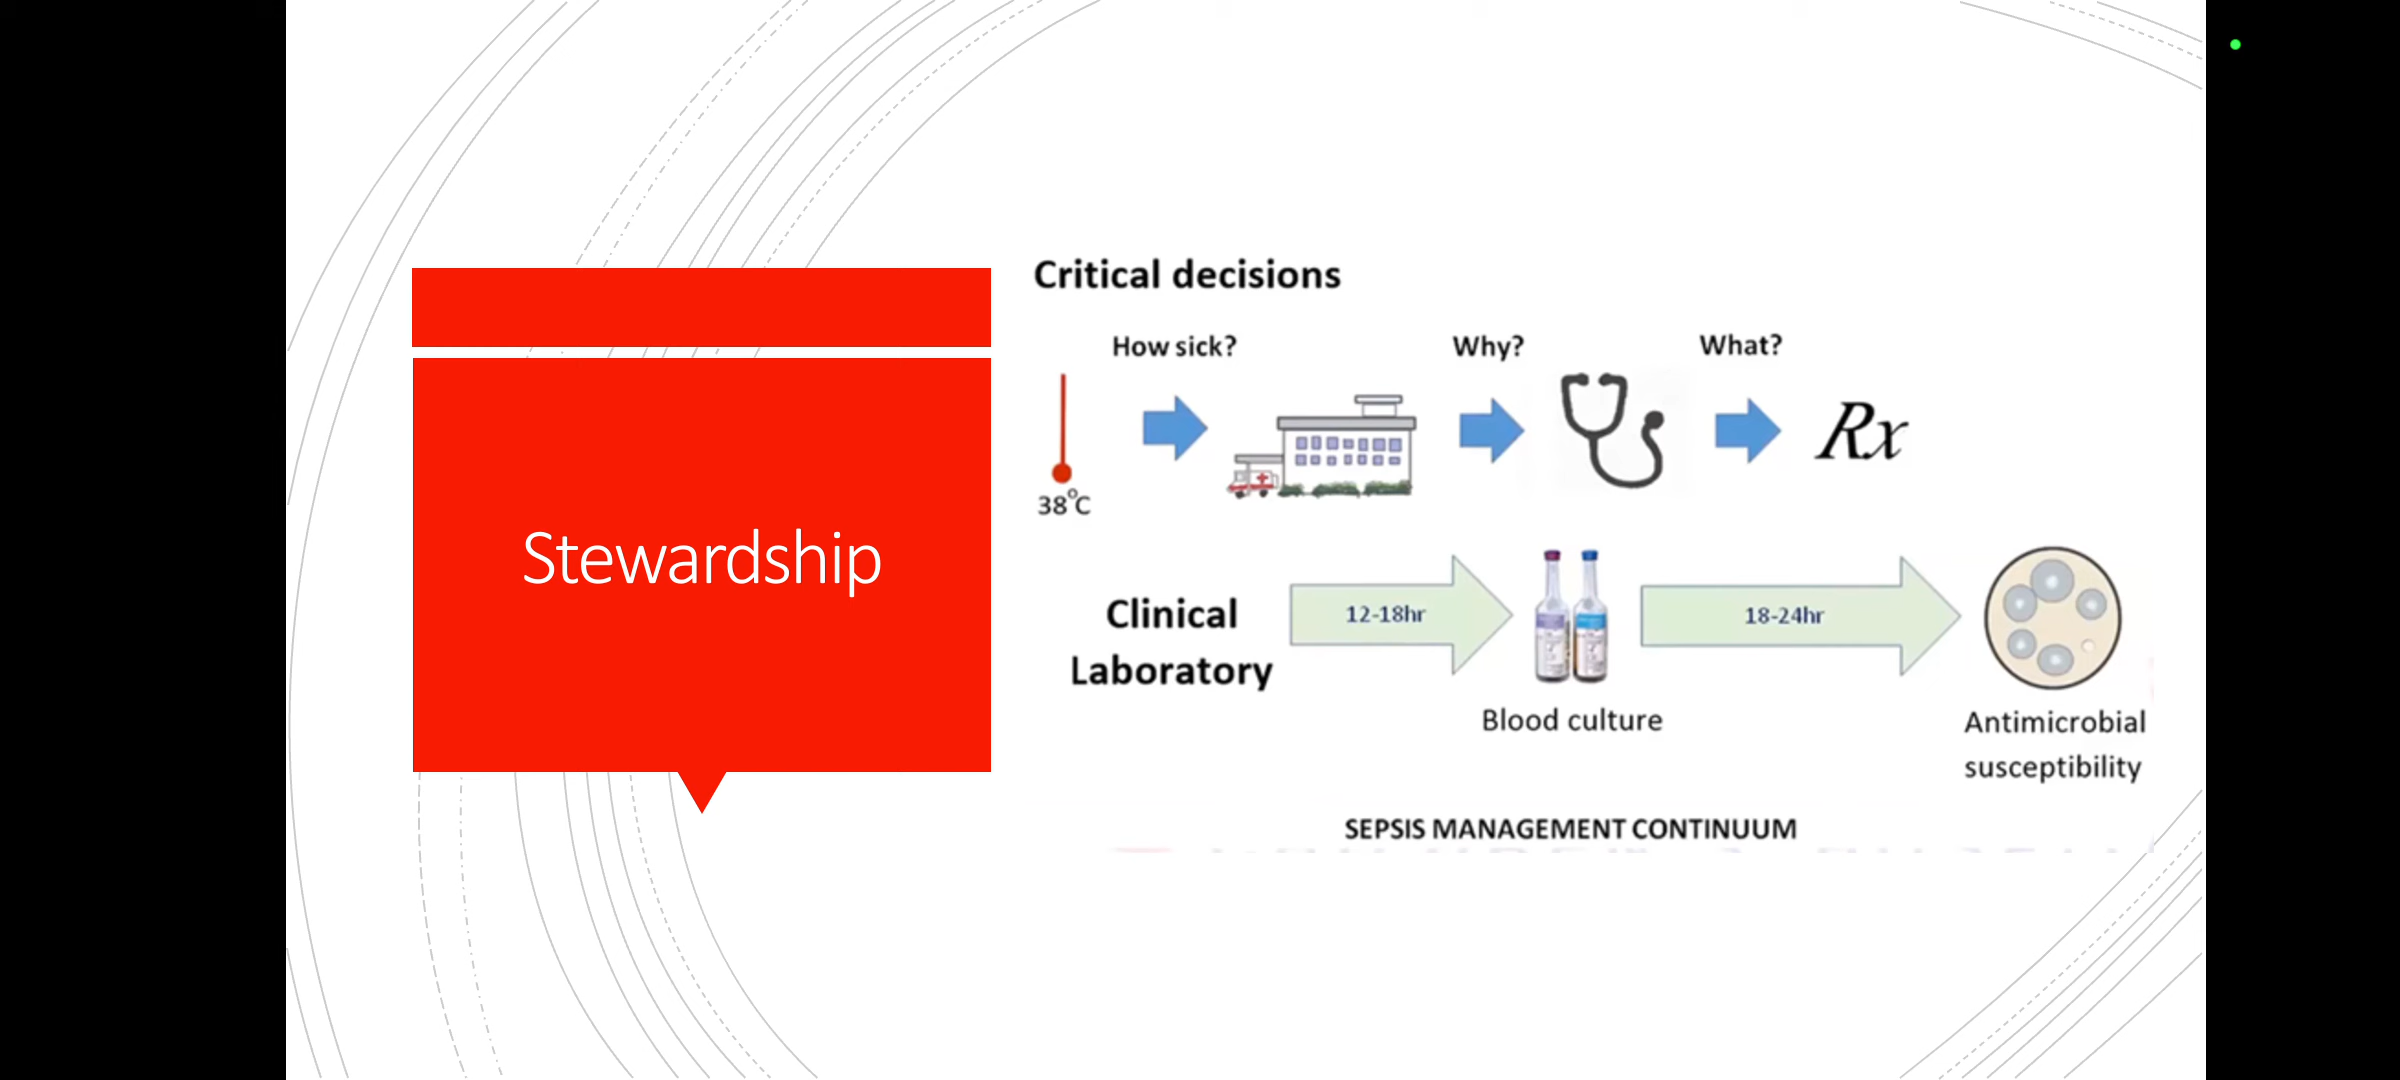 Stewardship
Critical decisions
How sick?
Why?
What?
38°C
Rx
Clinical
Laboratory
12-18hr
18-24hr
Blood culture
Antimicrobial
susceptibility
SEPSIS MANAGEMENT CONTINUUM